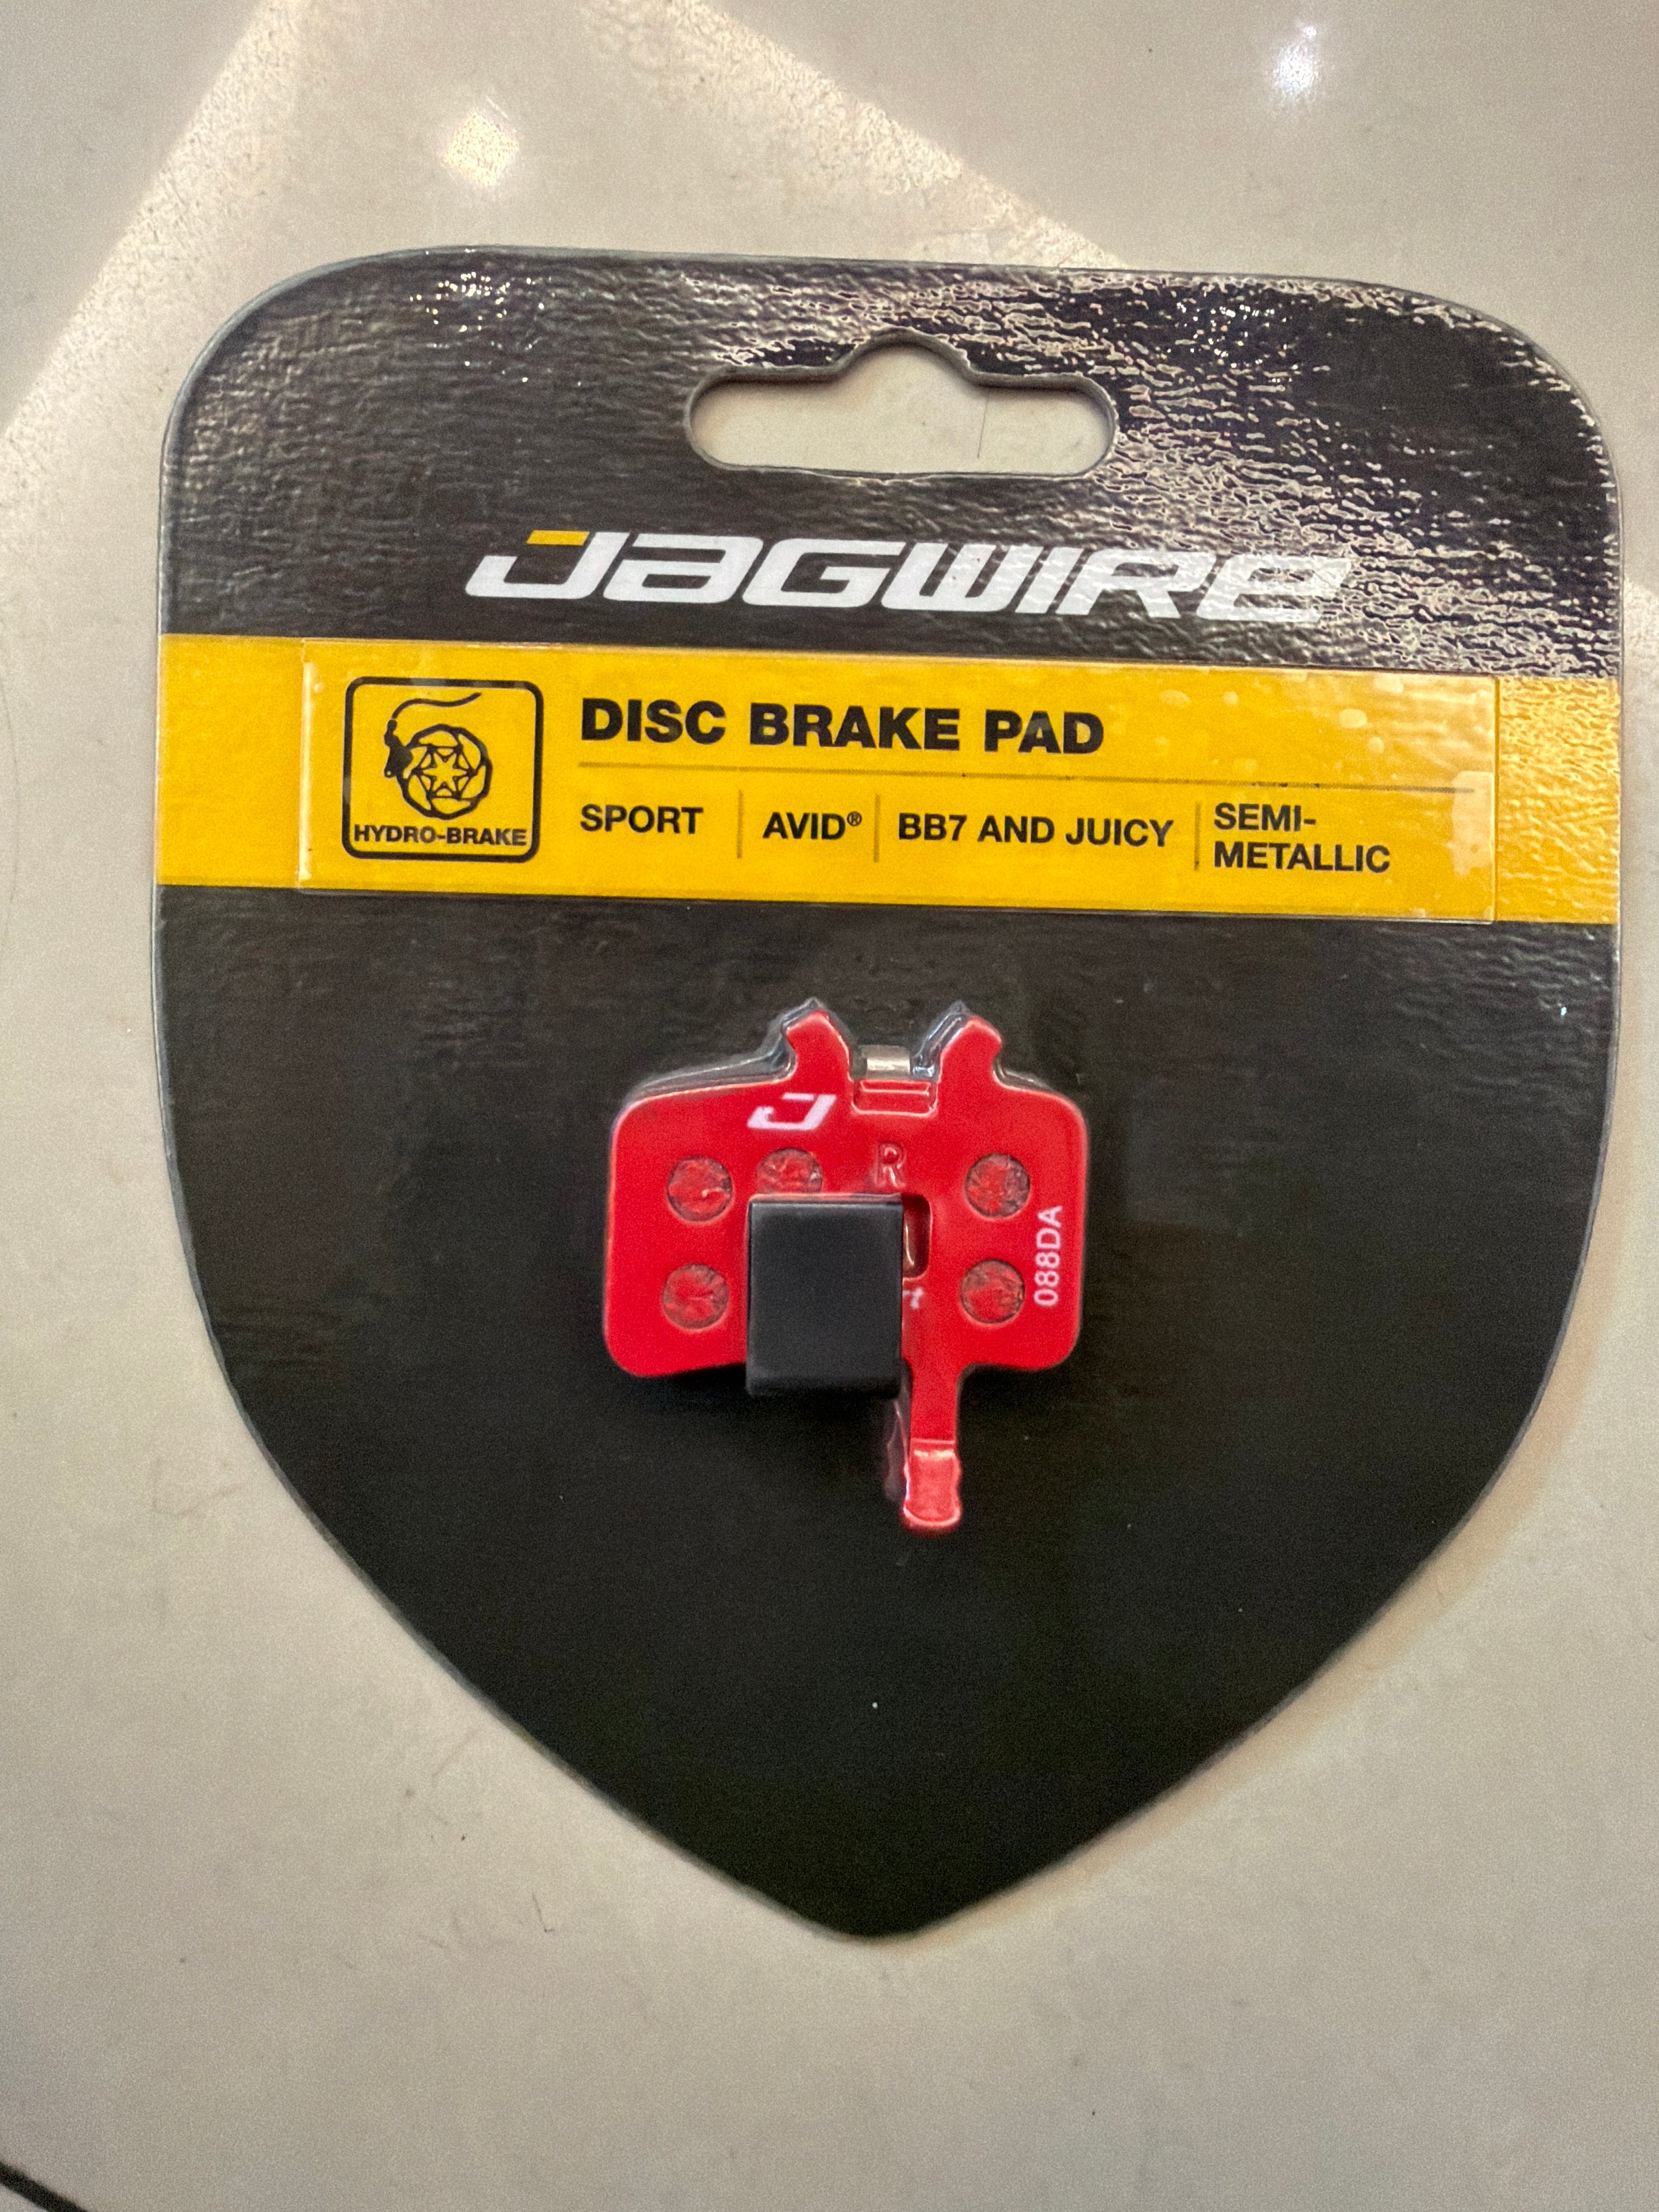 JAGWIRE
DISC BRAKE PAD
HYDRO-BRAKE
SPORT AVID® BB7 AND JUICY SEMI-
METALLIC
J
R
088DA